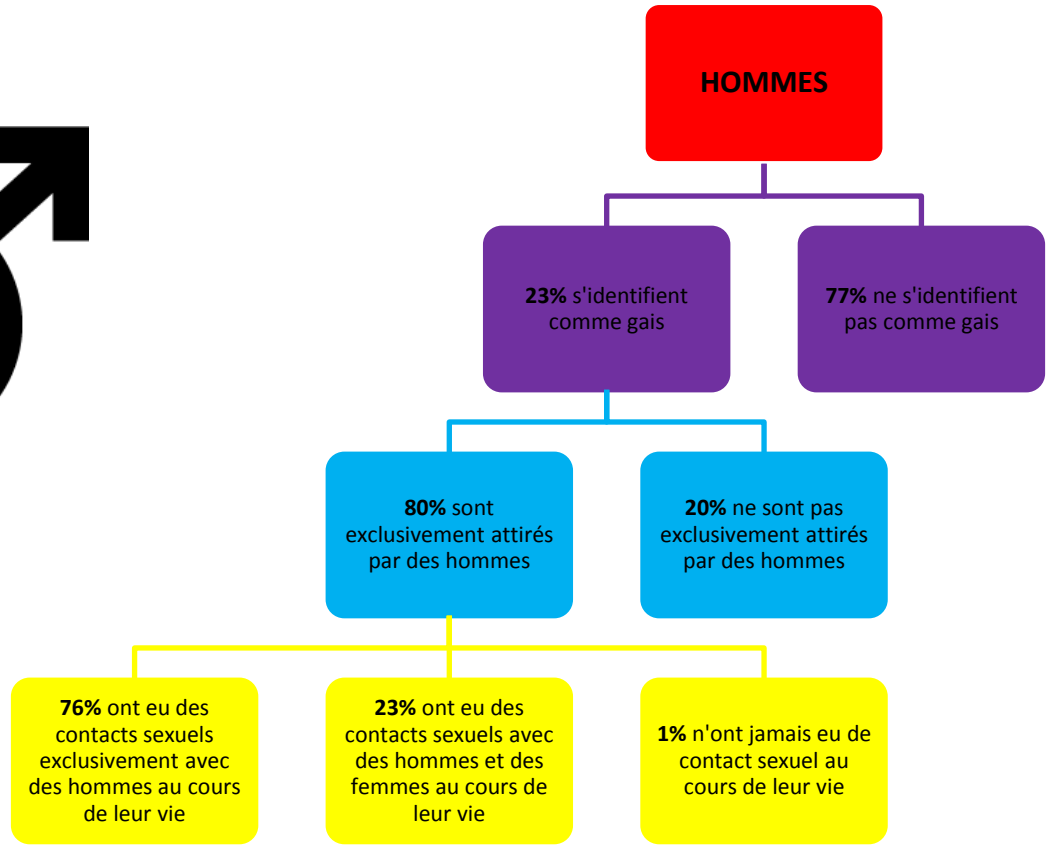 HOMMES
23% s'identifient
comme gais
77% ne s'identifient
pas comme gais
80% sont
exclusivement attirés
par des hommes
20% ne sont pas
exclusivement attirés
par des hommes
76% ont eu des
contacts sexuels
exclusivement avec
des hommes au cours
de leur vie
23% ont eu des
contacts sexuels avec
des hommes et des
femmes au cours de
leur vie
1% n'ont jamais eu de
contact sexuel au
cours de leur vie